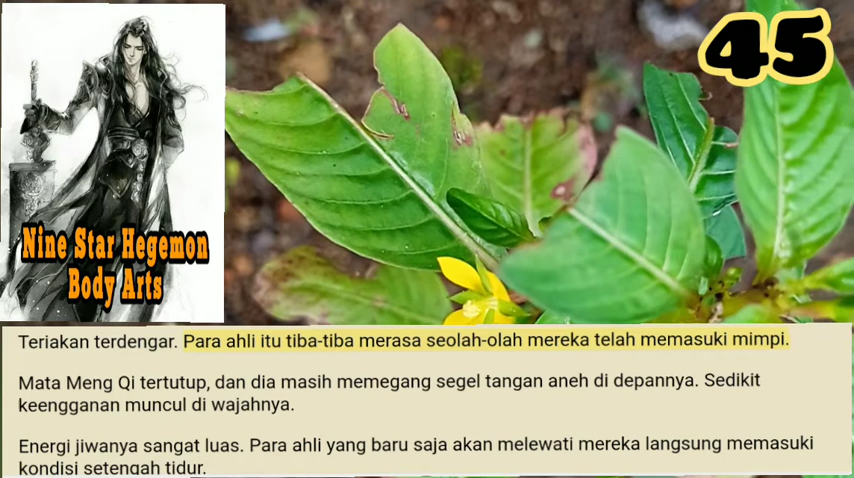 45
Nine Star Hegemon
Body Arts
Teriakan terdengar. Para ahli itu tiba-tiba merasa seolah-olah mereka telah memasuki mimpi.
Mata Meng Qi tertutup, dan dia masih memegang segel tangan aneh di depannya. Sedikit
keengganan muncul di wajahnya.
Energi jiwanya sangat luas. Para ahli yang baru saja akan melewati mereka langsung memasuki
kondisi setengah tidur.